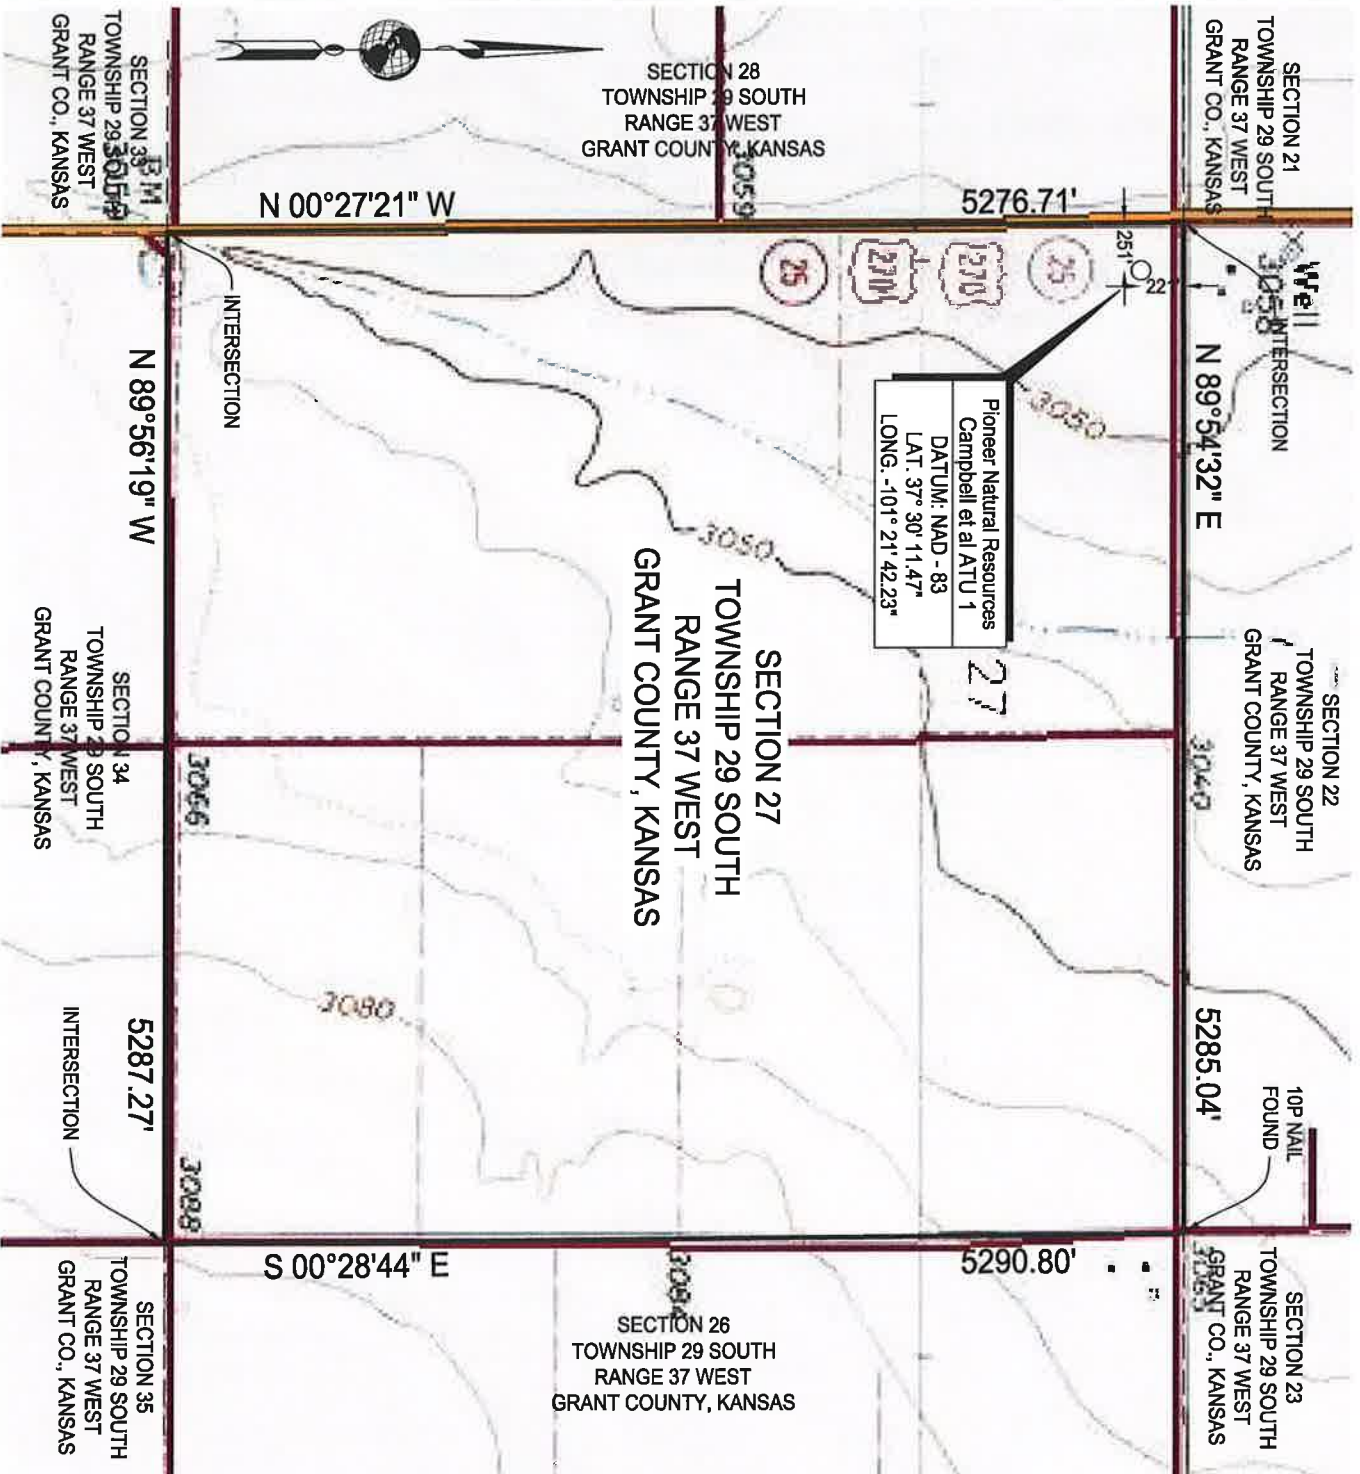 SECTION 21
TOWNSHIP 29 SOUTH
RANGE 37 WEST
GRANT CO., KANSAS
SECTION 28
TOWNSHIP 29 SOUTH
RANGE 37 WEST
GRANT COUNTY, KANSAS
SECTION 33
TOWNSHIP 29 SOUTH
RANGE 37 WEST
GRANT CO., KANSAS
BM
3059
N 00°27'21" W
5276.71'
251'
25
270
271
25
Well
3058
INTERSECTION
N 89°54'32" E
5285.04'
Pioneer Natural Resources
Campbell et al ATU 1
DATUM: NAD - 83
LAT. 37° 30' 11.47"
LONG. -101° 21' 42.23"
3050
3050
27
INTERSECTION
N 89°56'19" W
5287.27'
SECTION 22
TOWNSHIP 29 SOUTH
RANGE 37 WEST
GRANT COUNTY, KANSAS
3040
SECTION 27
TOWNSHIP 29 SOUTH
RANGE 37 WEST
GRANT COUNTY, KANSAS
SECTION 34
TOWNSHIP 29 SOUTH
RANGE 37 WEST
GRANT COUNTY, KANSAS
3066
3080
10P NAIL
FOUND
INTERSECTION
3088
S 00°28'44" E
5290.80'
3084
SECTION 23
TOWNSHIP 29 SOUTH
RANGE 37 WEST
GRANT CO., KANSAS
SECTION 26
TOWNSHIP 29 SOUTH
RANGE 37 WEST
GRANT COUNTY, KANSAS
SECTION 35
TOWNSHIP 29 SOUTH
RANGE 37 WEST
GRANT CO., KANSAS